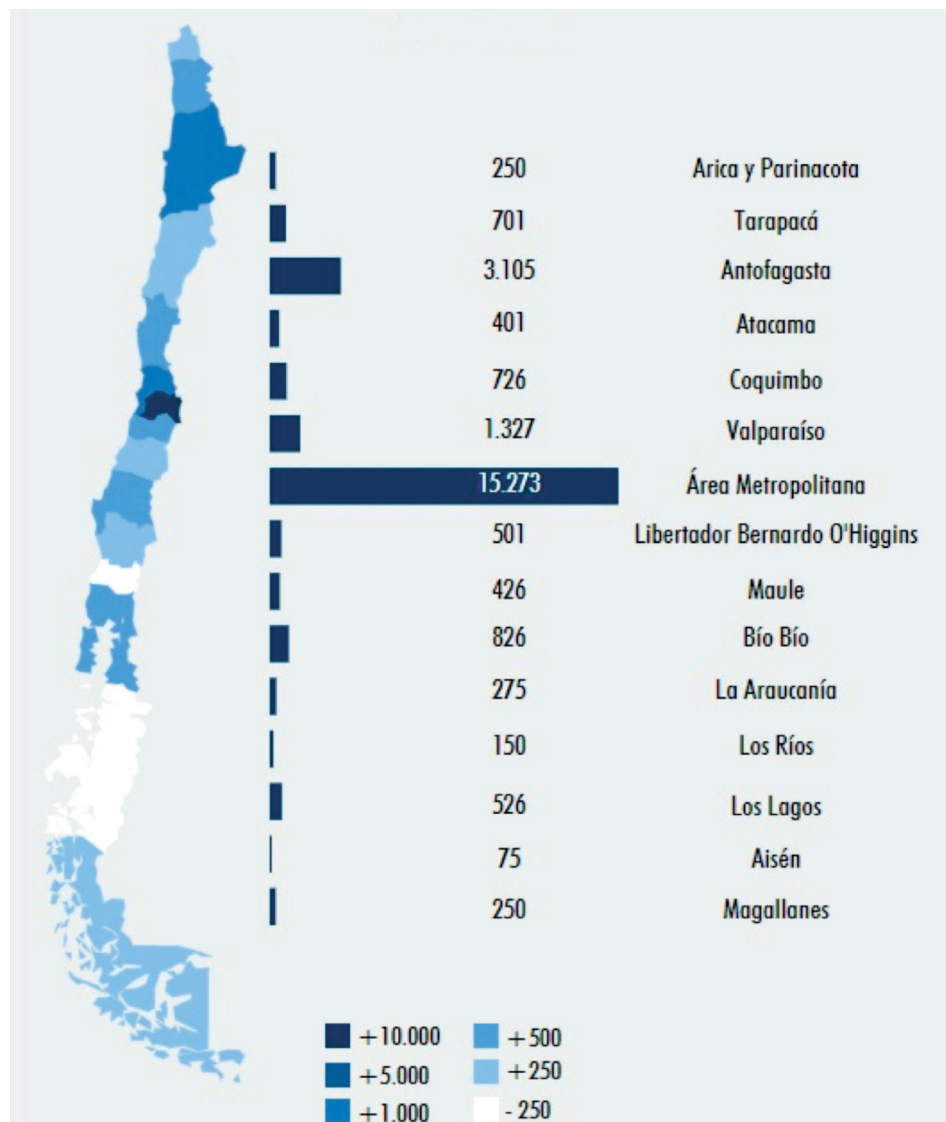 250 Arica y Parinacota
701 Tarapacá
3.105 Antofagasta
401 Atacama
726 Coquimbo
1.327 Valparaíso
15.273 Área Metropolitana
501 Libertador Bernardo O'Higgins
426 Maule
826 Bío Bío
275 La Araucanía
150 Los Ríos
526 Los Lagos
75 Aisén
250 Magallanes
+10.000 +500
+5.000 +250
+1.000 - 250